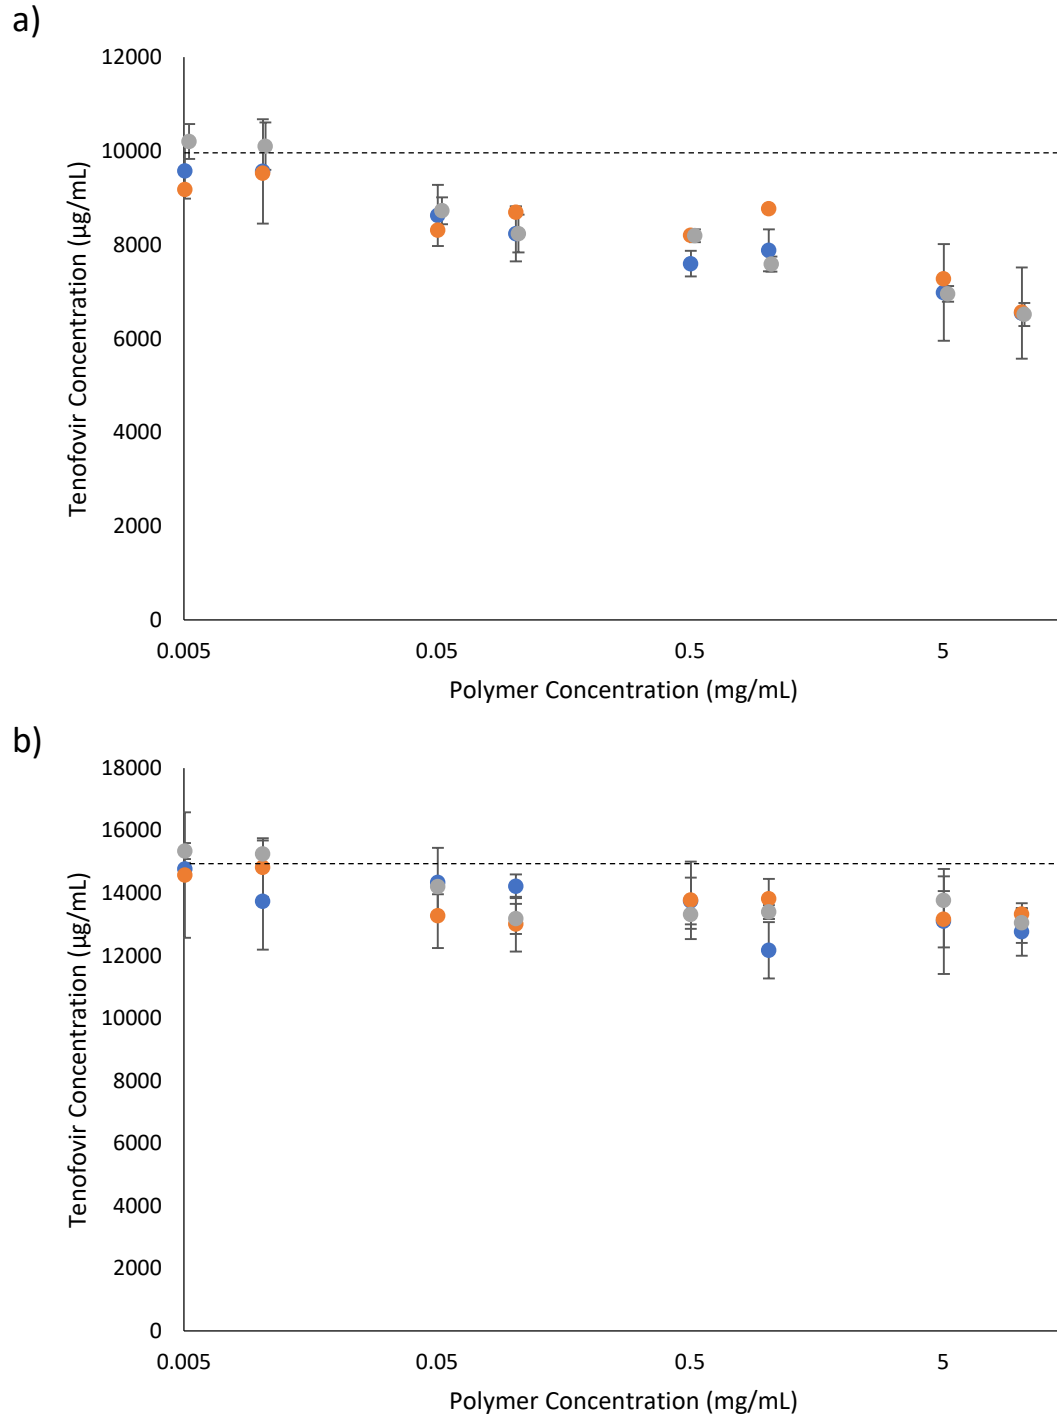 a)
12000
10000
8000
6000
4000
2000
0
Tenofovir Concentration (µg/mL)
0.005 0.05 0.5 5
Polymer Concentration (mg/mL)
b)
18000
16000
14000
12000
10000
8000
6000
4000
2000
0
Tenofovir Concentration (µg/mL)
0.005 0.05 0.5 5
Polymer Concentration (mg/mL)